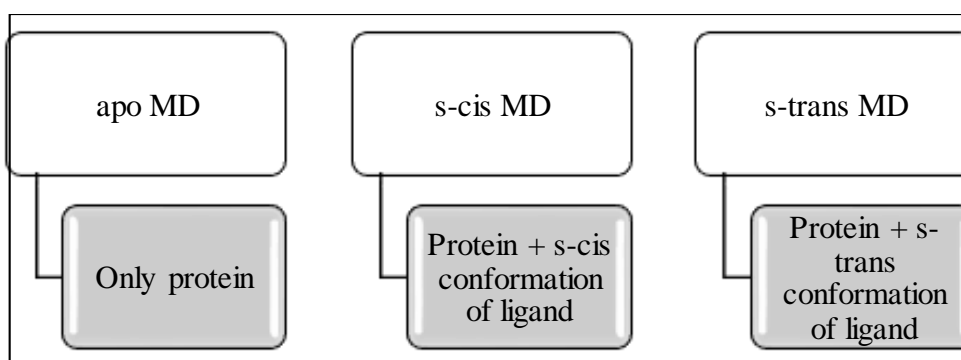 apo MD
s-cis MD
s-trans MD
Only protein
Protein + s-cis
conformation
of ligand
Protein + s-
trans
conformation
of ligand